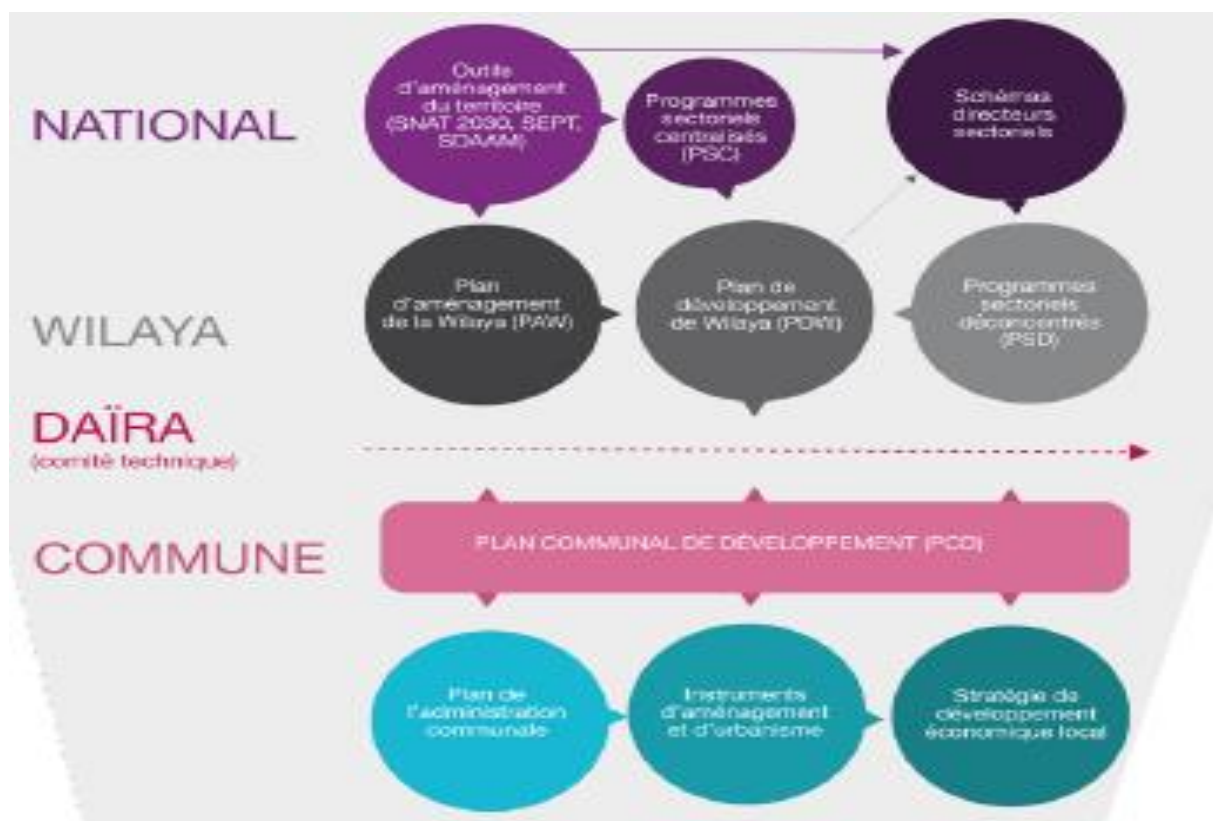 NATIONAL
Outils
d'aménagement
du territoire
(SNAT 2030, SEPT,
SDAAM)
Programmes
sectoriels
centralisés
(PSC)
Schémas
directeurs
sectoriels
WILAYA
Plan
d'aménagement
de la Wilaya (PAW)
Plan de
développement
de Wilaya (PDW)
Programmes
sectoriels
déconcentrés
(PSD)
DAÏRA
(comité technique)
COMMUNE
PLAN COMMUNAL DE DÉVELOPPEMENT (PCD)
Plan de
l'administration
communale
Instruments
d'aménagement
et d'urbanisme
Stratégie de
développement
économique local